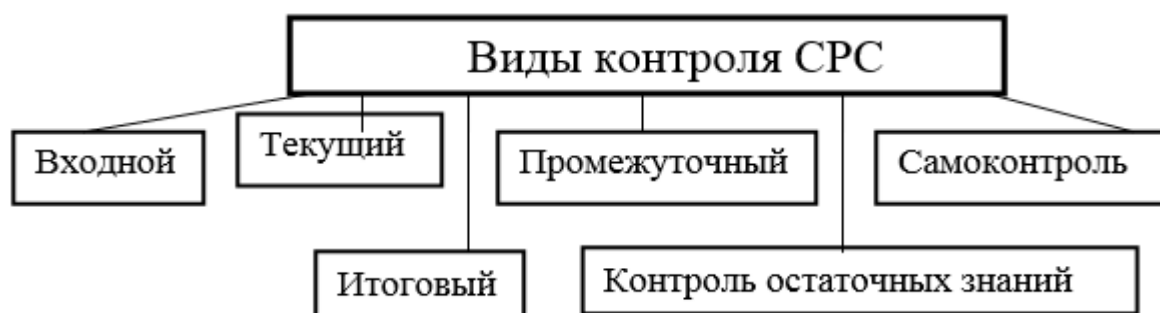 Виды контроля СРС
Входной
Текущий
Промежуточный
Самоконтроль
Итоговый
Контроль остаточных знаний